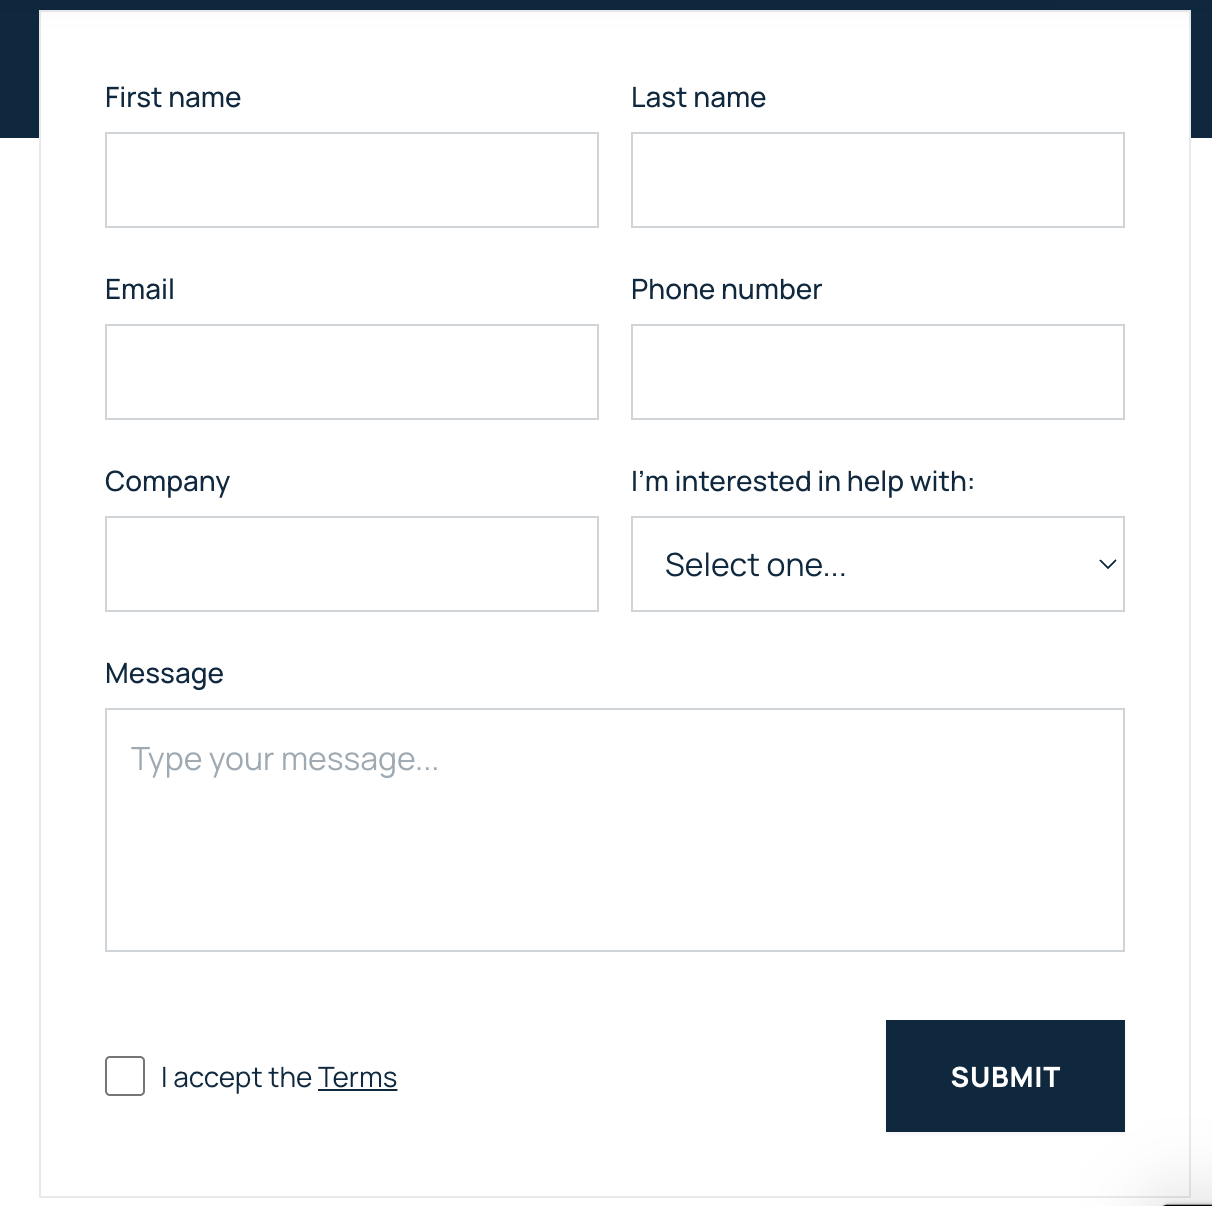 First name
Last name
Email
Phone number
Company
I’m interested in help with:
Select one...
Message
Type your message...
I accept the Terms
SUBMIT